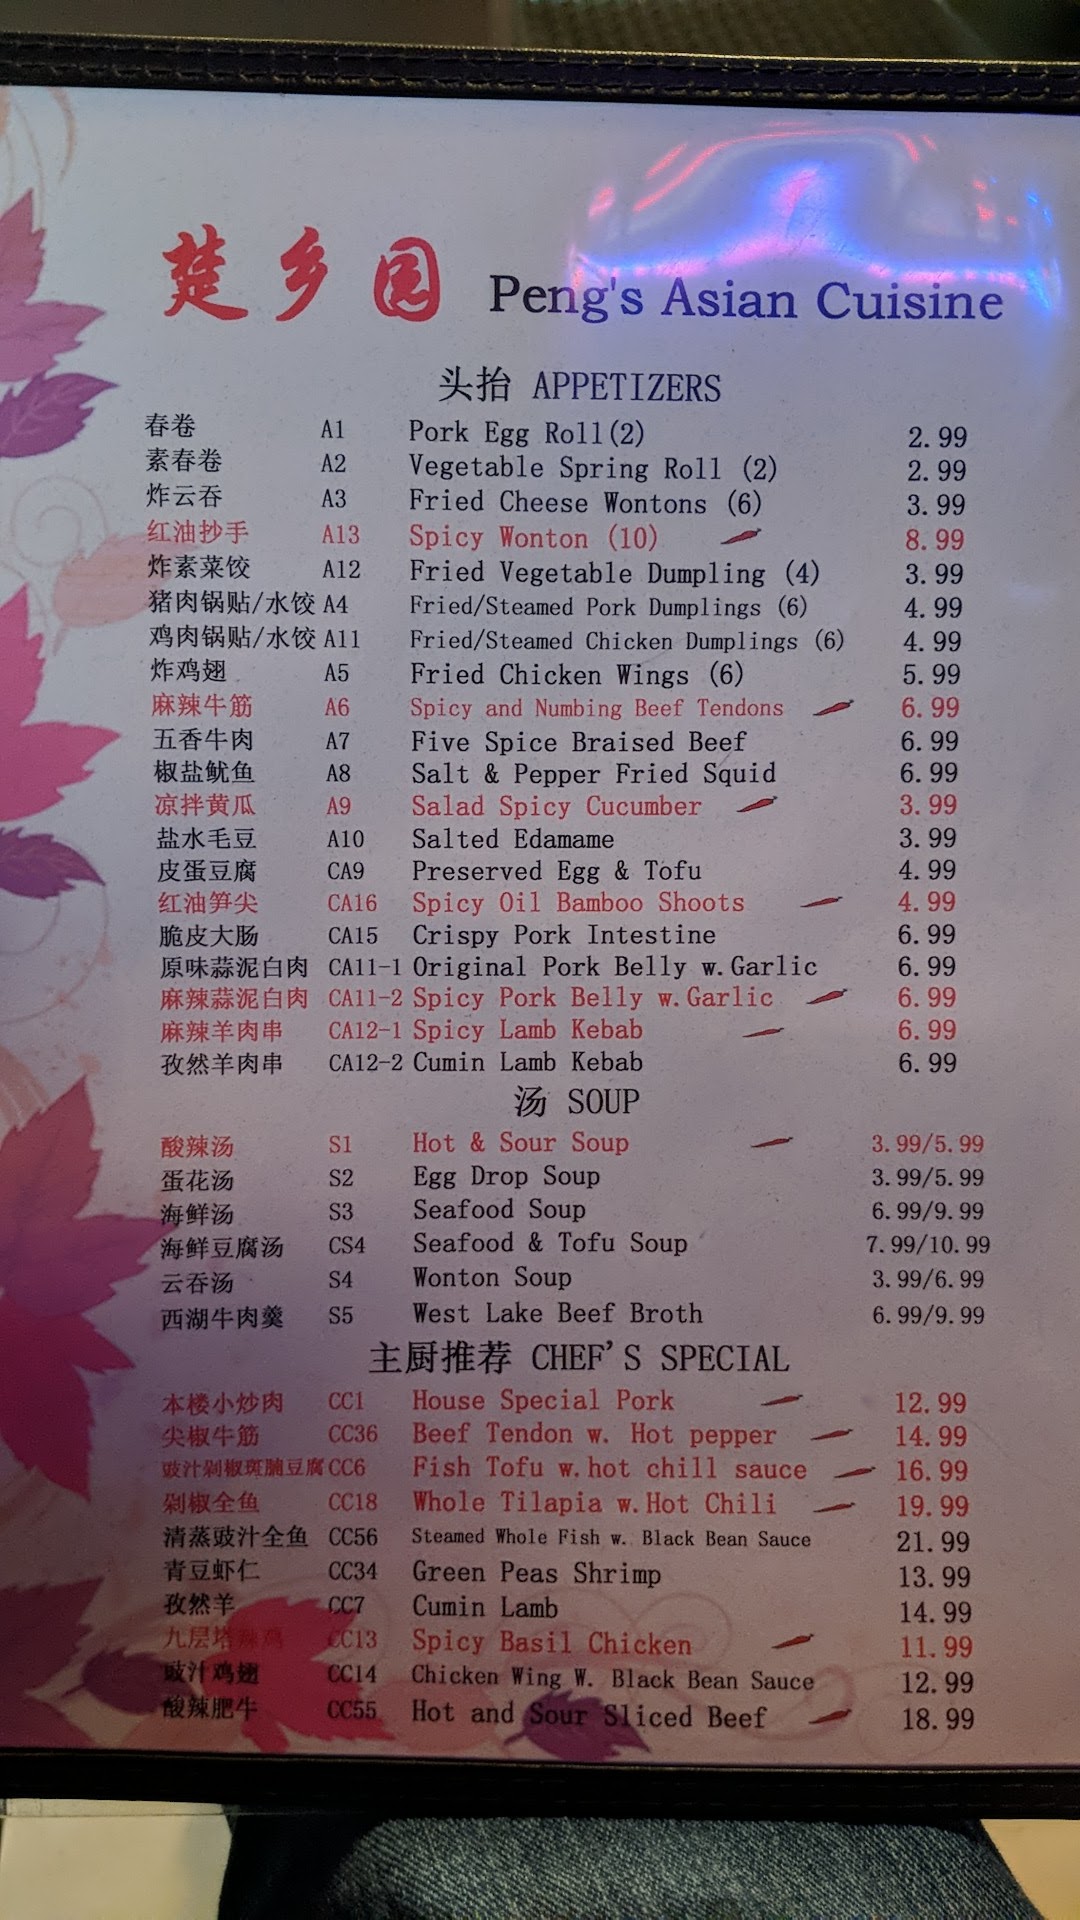 楚乡园 Peng's Asian Cuisine
头抬 APPETIZERS
春卷 A1 Pork Egg Roll(2) 2.99
素春卷 A2 Vegetable Spring Roll (2) 2.99
炸云吞 A3 Fried Cheese Wontons (6) 3.99
红油抄手 A13 Spicy Wonton (10) 8.99
炸素菜饺 A12 Fried Vegetable Dumpling (4) 3.99
猪肉锅贴/水饺 A4 Fried/Steamed Pork Dumplings (6) 4.99
鸡肉锅贴/水饺 A11 Fried/Steamed Chicken Dumplings (6) 4.99
炸鸡翅 A5 Fried Chicken Wings (6) 5.99
麻辣牛筋 A6 Spicy and Numbing Beef Tendons 6.99
五香牛肉 A7 Five Spice Braised Beef 6.99
椒盐鱿鱼 A8 Salt & Pepper Fried Squid 6.99
凉拌黄瓜 A9 Salad Spicy Cucumber 3.99
盐水毛豆 A10 Salted Edamame 3.99
皮蛋豆腐 CA9 Preserved Egg & Tofu 4.99
红油笋尖 CA16 Spicy Oil Bamboo Shoots 4.99
脆皮大肠 CA15 Crispy Pork Intestine 6.99
原味蒜泥白肉 CA11-1 Original Pork Belly w.Garlic 6.99
麻辣蒜泥白肉 CA11-2 Spicy Pork Belly w.Garlic 6.99
麻辣羊肉串 CA12-1 Spicy Lamb Kebab 6.99
孜然羊肉串 CA12-2 Cumin Lamb Kebab 6.99
汤 SOUP
酸辣汤 S1 Hot & Sour Soup 3.99/5.99
蛋花汤 S2 Egg Drop Soup 3.99/5.99
海鲜汤 S3 Seafood Soup 6.99/9.99
海鲜豆腐汤 CS4 Seafood & Tofu Soup 7.99/10.99
云吞汤 S4 Wonton Soup 3.99/6.99
西湖牛肉羹 S5 West Lake Beef Broth 6.99/9.99
主厨推荐 CHEF'S SPECIAL
本楼小炒肉 CC1 House Special Pork 12.99
尖椒牛筋 CC36 Beef Tendon w. Hot pepper 14.99
豉汁剁椒斑腩豆腐 CC6 Fish Tofu w.hot chill sauce 16.99
剁椒全鱼 CC18 Whole Tilapia w.Hot Chili 19.99
清蒸豉汁全鱼 CC56 Steamed Whole Fish w. Black Bean Sauce 21.99
青豆虾仁 CC34 Green Peas Shrimp 13.99
孜然羊 CC7 Cumin Lamb 14.99
九层塔辣鸡 CC13 Spicy Basil Chicken 11.99
豉汁鸡翅 CC14 Chicken Wing W. Black Bean Sauce 12.99
酸辣肥牛 CC55 Hot and Sour Sliced Beef 18.99